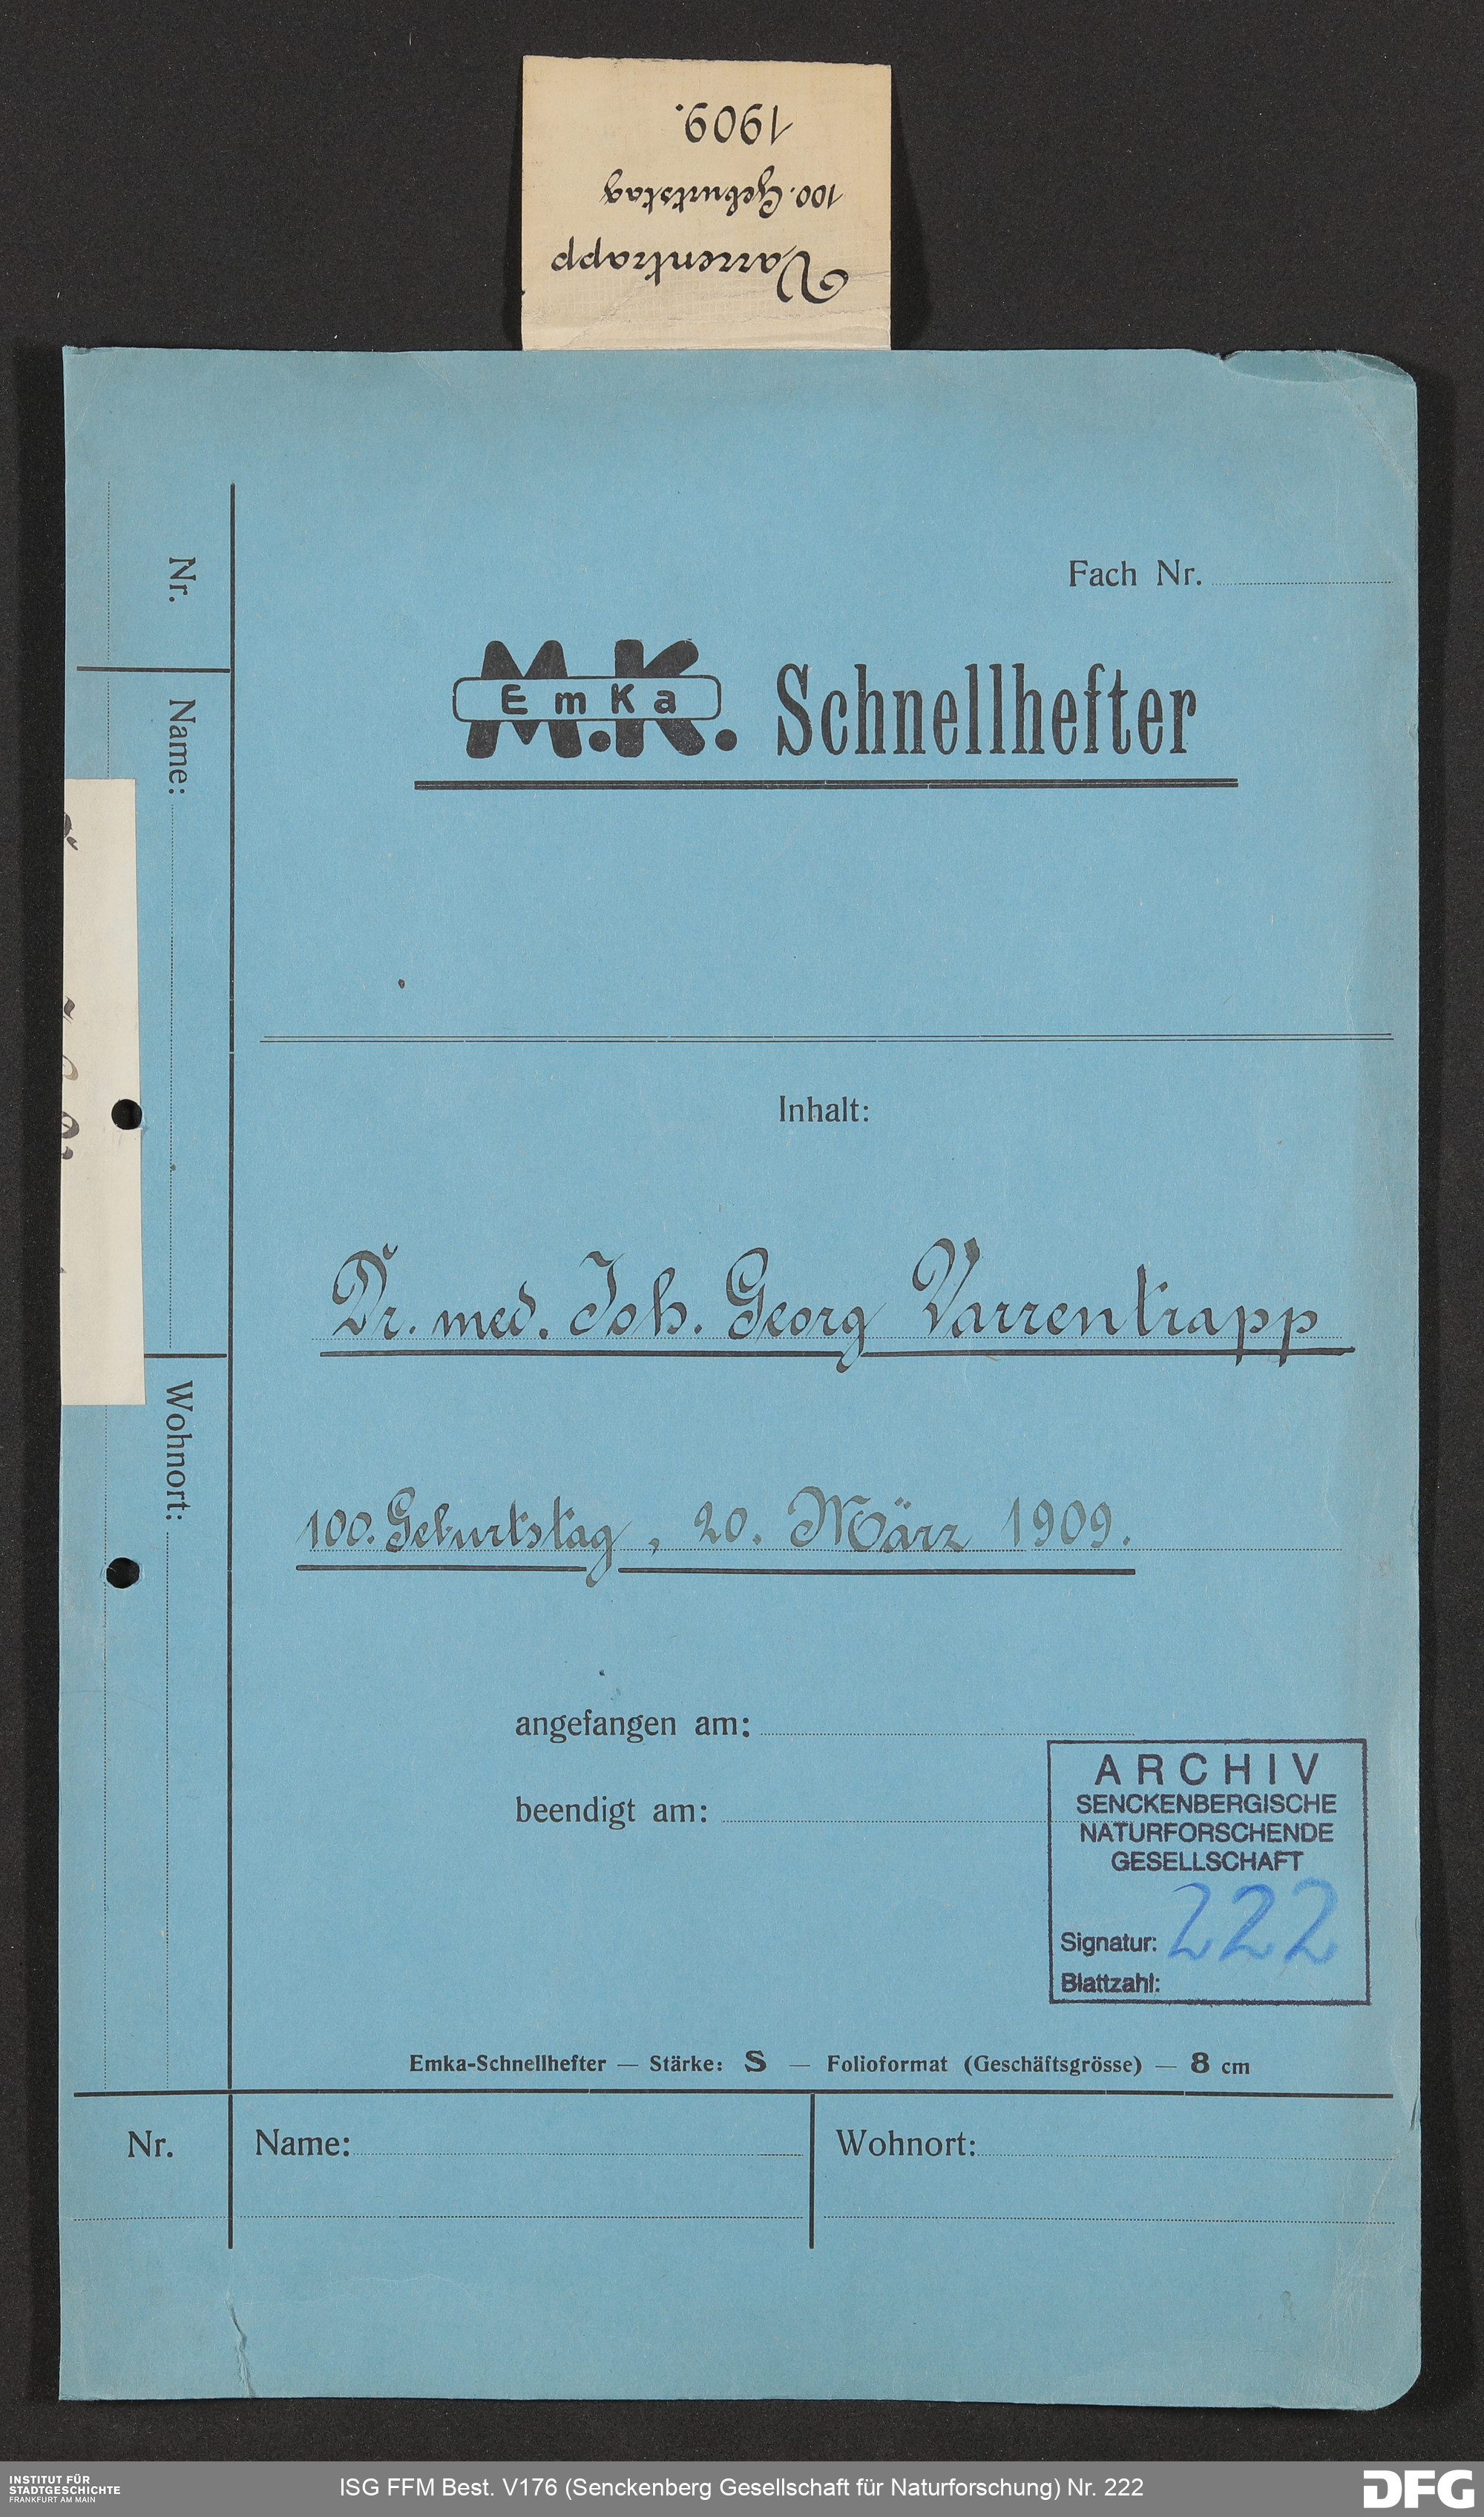 Varrentrapp
100. Geburtstag
1909.
Fach Nr.
M.K.
EmKa
Schnellhefter
Inhalt:
Dr. med. Joh. Georg Varrentrapp
100. Geburtstag, 20. März 1909.
angefangen am:
beendigt am:
ARCHIV
SENCKENBERGISCHE
NATURFORSCHENDE
GESELLSCHAFT
Signatur: 222
Blattzahl:
Emka-Schnellhefter — Stärke: S — Folioformat (Geschäftsgrösse) — 8 cm
Nr.
Name:
Wohnort:
Nr.
Name:
Wohnort:
INSTITUT FÜR
STADTGESCHICHTE
FRANKFURT AM MAIN
ISG FFM Best. V176 (Senckenberg Gesellschaft für Naturforschung) Nr. 222
DFG